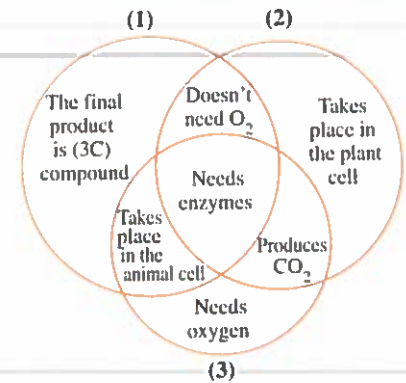 (1)
(2)
The final
product
is (3C)
compound
Doesn't
need O₂
Takes
place in
the plant
cell
Needs
enzymes
Takes
place
in the
animal cell
Produces
CO₂
Needs
oxygen
(3)